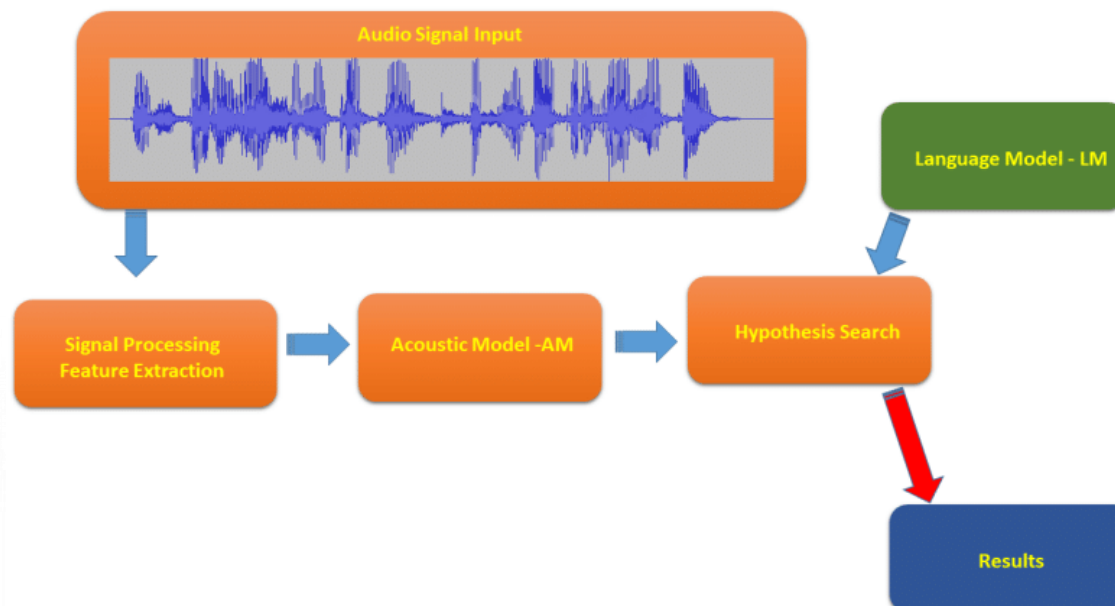 Audio Signal Input
Language Model - LM
Signal Processing
Feature Extraction
Acoustic Model -AM
Hypothesis Search
Results